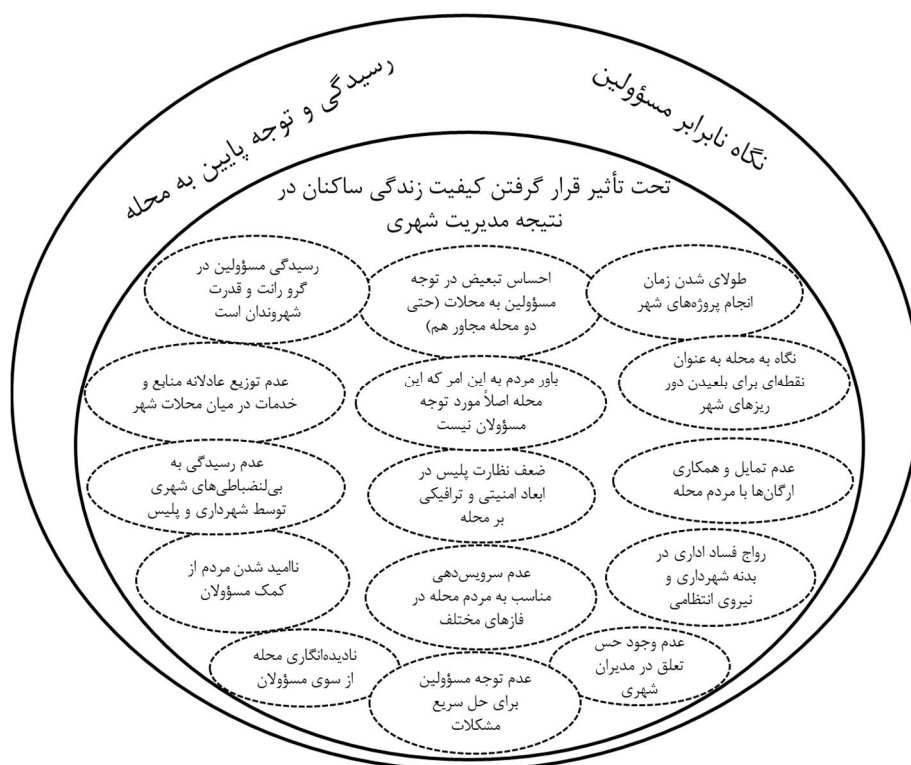 نگاه نابرابر مسؤولین
رسیدگی و توجه پایین به محله
تحت تأثیر قرار گرفتن کیفیت زندگی ساکنان در
نتیجه مدیریت شهری
طولای شدن زمان
انجام پروژه‌های شهر
احساس تبعیض در توجه
مسؤولین به محلات (حتی
دو محله مجاور هم)
رسیدگی مسؤولین در
گرو رانت و قدرت
شهروندان است
نگاه به محله به عنوان
نقطه‌ای برای بلعیدن دور
ریزهای شهر
باور مردم به این امر که این
محله اصلاً مورد توجه
مسؤولان نیست
عدم توزیع عادلانه منابع و
خدمات در میان محلات شهر
عدم تمایل و همکاری
ارگان‌ها با مردم محله
ضعف نظارت پلیس در
ابعاد امنیتی و ترافیکی
بر محله
عدم رسیدگی به
بی‌لنضباطی‌های شهری
توسط شهرداری و پلیس
رواج فساد اداری در
بدنه شهرداری و
نیروی انتظامی
عدم سرویس‌دهی
مناسب به مردم محله در
فازهای مختلف
ناامید شدن مردم از
کمک مسؤولان
عدم وجود حس
تعلق در مدیران
شهری
عدم توجه مسؤولین
برای حل سریع
مشکلات
نادیده‌انگاری محله
از سوی مسؤولان